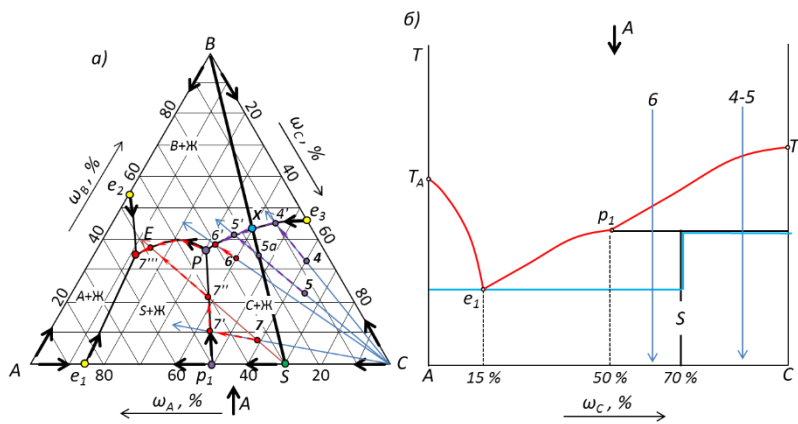 а)
B
80
20
ω_B, %
ω_C, %
B+Ж
60
40
e₂
e₃
x
4'
5'
40
60
E
6'
7'''
P
5а
6
4
20
80
A+Ж
S+Ж
7''
C+Ж
5
7'
7
A
e₁
80
60
p₁
40
S
20
C
ω_A, %
A
б)
A
T
6
4-5
T_A
T
p₁
e₁
S
A
15 %
50 %
70 %
C
ω_C, %